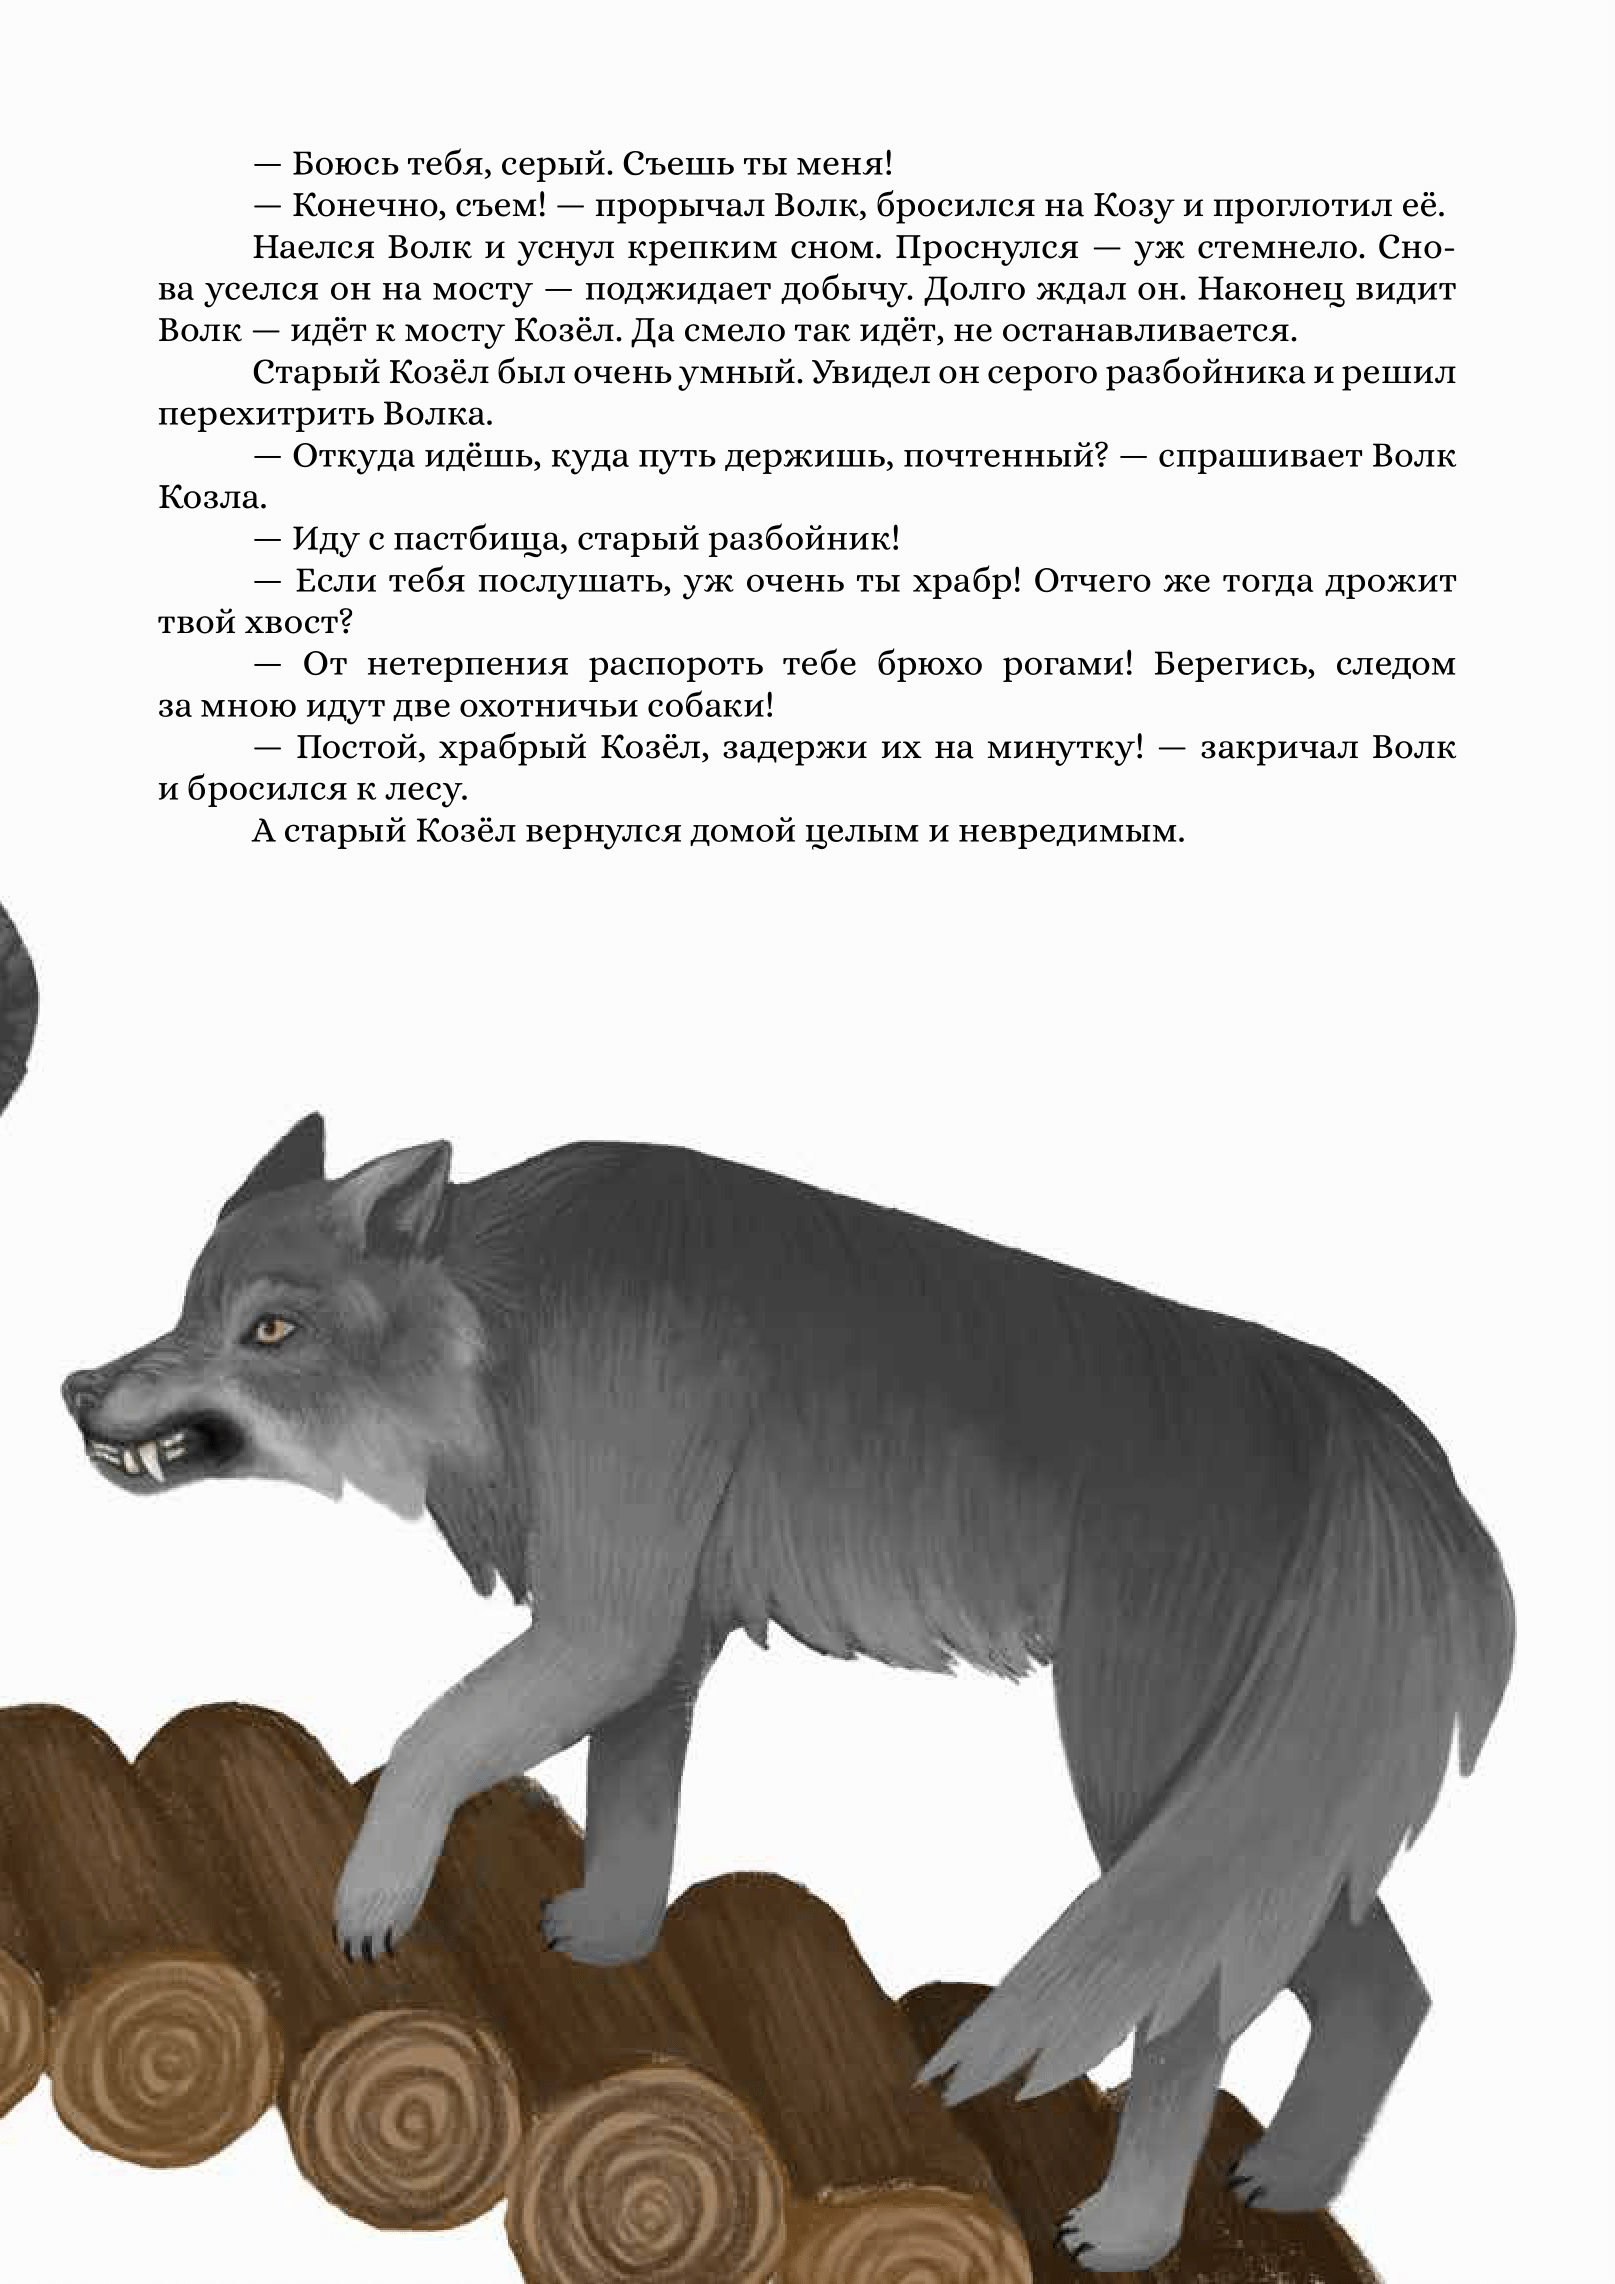 — Боюсь тебя, серый. Съешь ты меня!
— Конечно, съем! — прорычал Волк, бросился на Козу и проглотил её.
Наелся Волк и уснул крепким сном. Проснулся — уж стемнело. Сно-
ва уселся он на мосту — поджидает добычу. Долго ждал он. Наконец видит
Волк — идёт к мосту Козёл. Да смело так идёт, не останавливается.
Старый Козёл был очень умный. Увидел он серого разбойника и решил
перехитрить Волка.
— Откуда идёшь, куда путь держишь, почтенный? — спрашивает Волк
Козла.
— Иду с пастбища, старый разбойник!
— Если тебя послушать, уж очень ты храбр! Отчего же тогда дрожит
твой хвост?
— От нетерпения распороть тебе брюхо рогами! Берегись, следом
за мною идут две охотничьи собаки!
— Постой, храбрый Козёл, задержи их на минутку! — закричал Волк
и бросился к лесу.
А старый Козёл вернулся домой целым и невредимым.